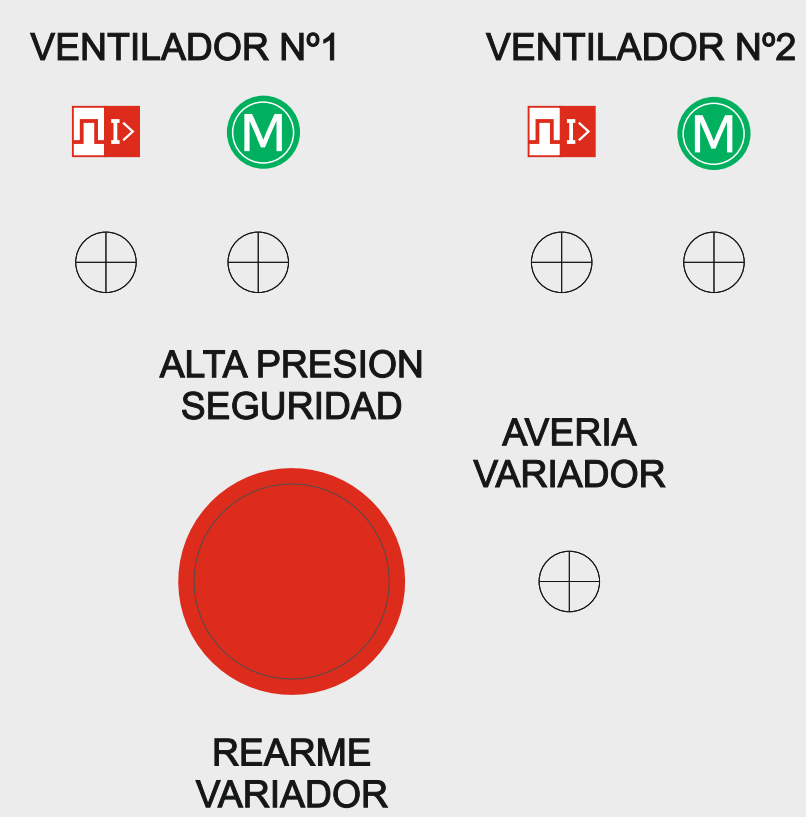 VENTILADOR Nº1
VENTILADOR Nº2
I>
M
I>
M
ALTA PRESION
SEGURIDAD
AVERIA
VARIADOR
REARME
VARIADOR